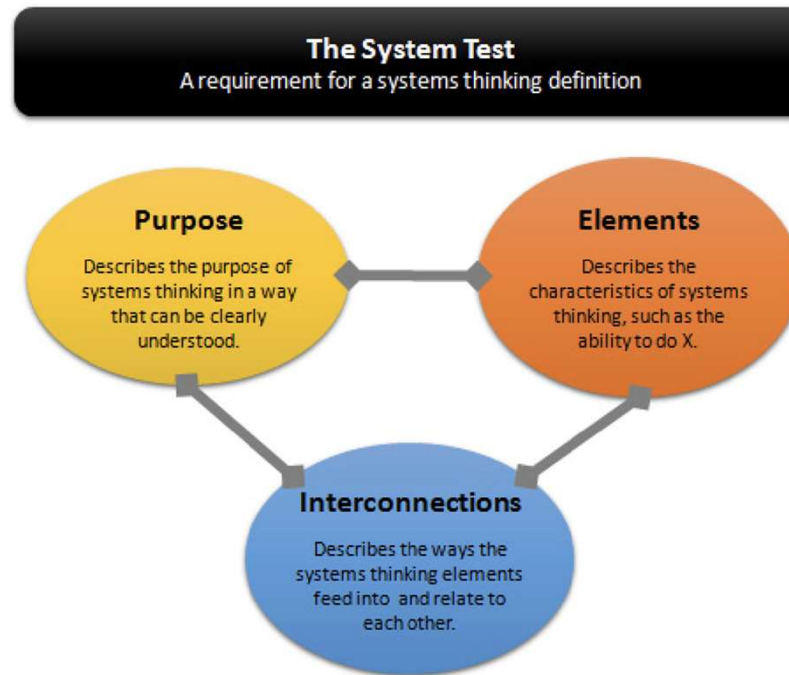 The System Test
A requirement for a systems thinking definition
Purpose
Describes the purpose of
systems thinking in a way
that can be clearly
understood.
Elements
Describes the
characteristics of systems
thinking, such as the
ability to do X.
Interconnections
Describes the ways the
systems thinking elements
feed into and relate to
each other.